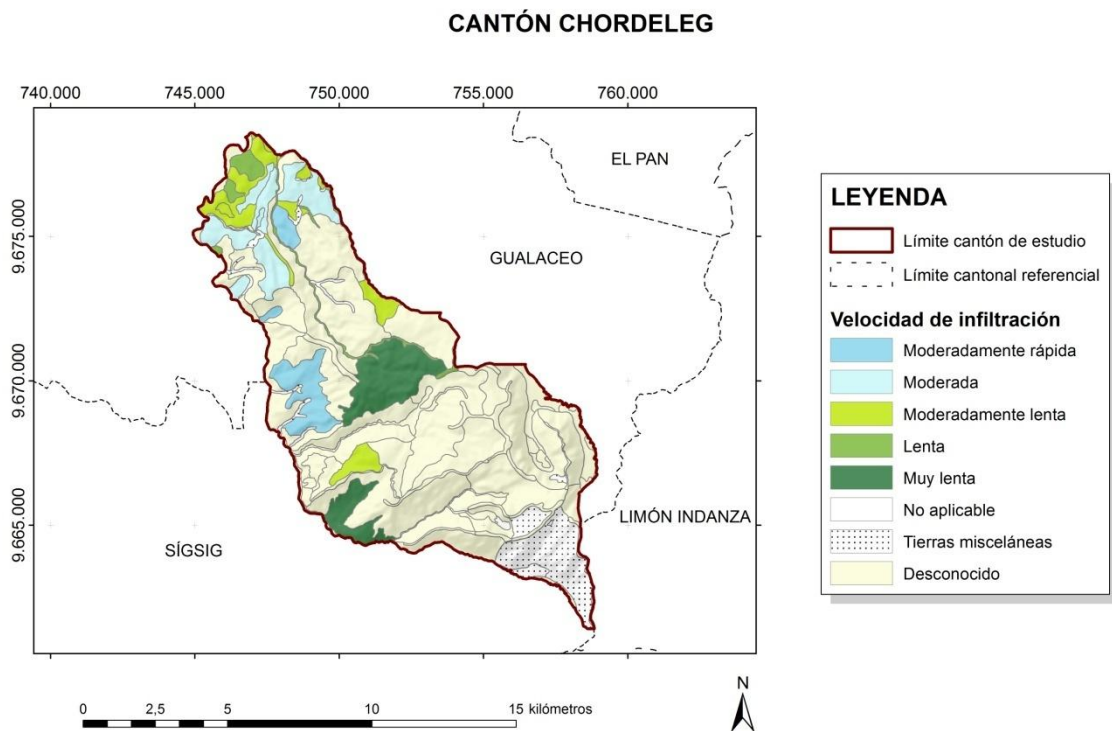 CANTÓN CHORDELEG
740.000 745.000 750.000 755.000 760.000
9.675.000
9.670.000
9.665.000
EL PAN
GUALACEO
LIMÓN INDANZA
SÍGSIG
LEYENDA
Límite cantón de estudio
Límite cantonal referencial
Velocidad de infiltración
Moderadamente rápida
Moderada
Moderadamente lenta
Lenta
Muy lenta
No aplicable
Tierras misceláneas
Desconocido
0 2,5 5 10 15 kilómetros
N